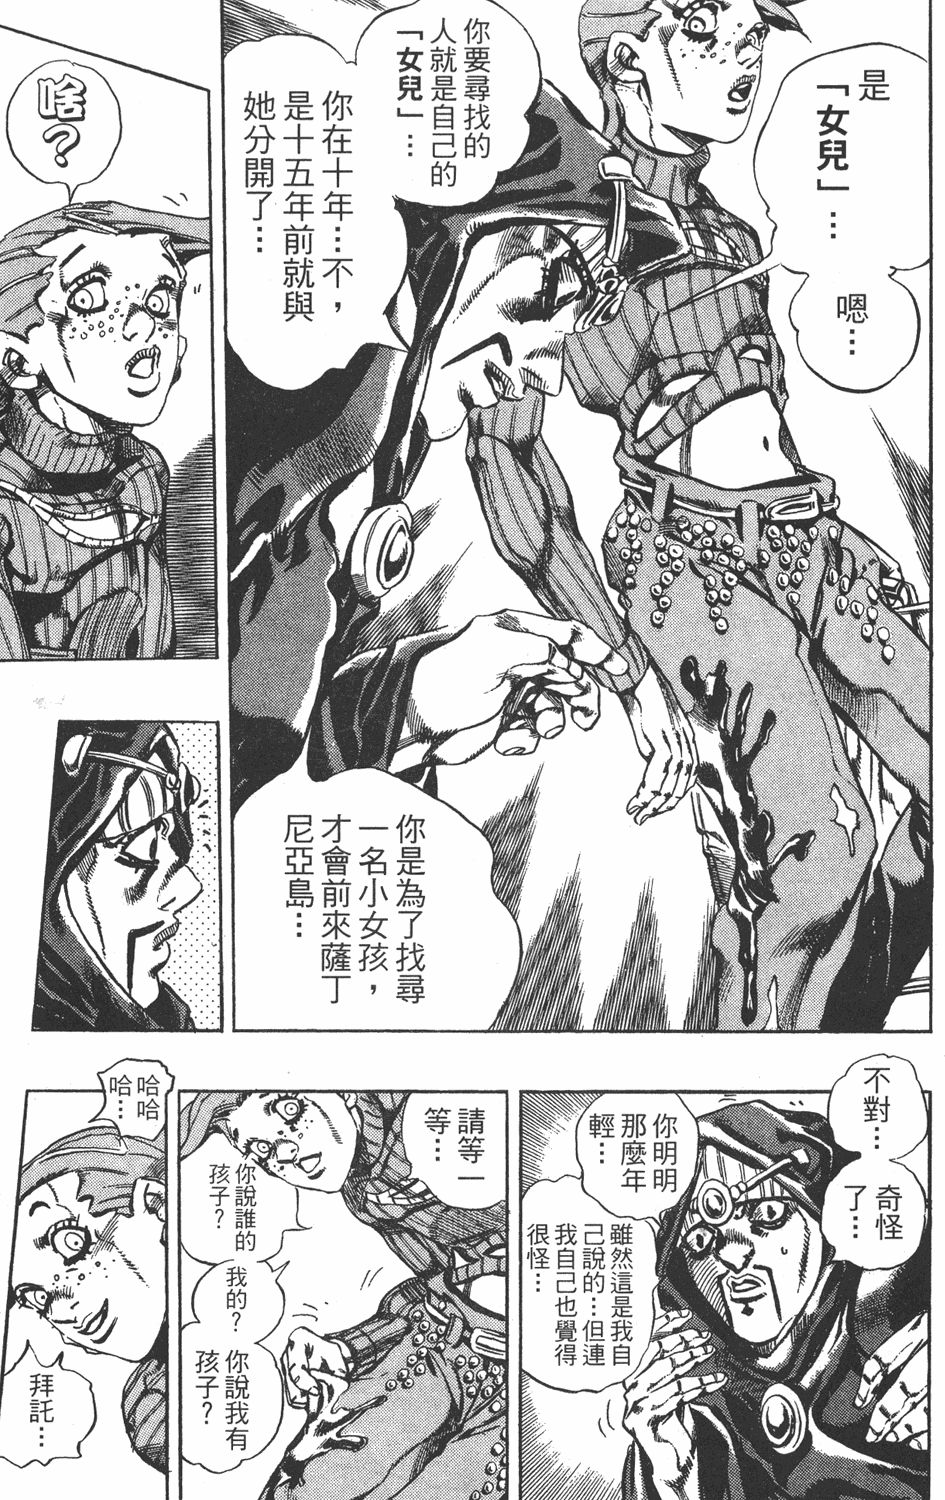 是
「女兒」…
嗯…
你要尋找的
人就是自己的
「女兒」…
你在十年…不，
是十五年前就與
她分開了…
你是為了找尋
一名小女孩，
才會前來薩丁
尼亞島…
啥？
不對…
奇怪
了…
你明明
那麼年
輕…
雖然這是我自
己說的…但連
我自己也覺得
很怪…
請等一
等…
你說誰的
孩子？
我的？
你說我有
孩子？
哈哈
哈…
拜託…